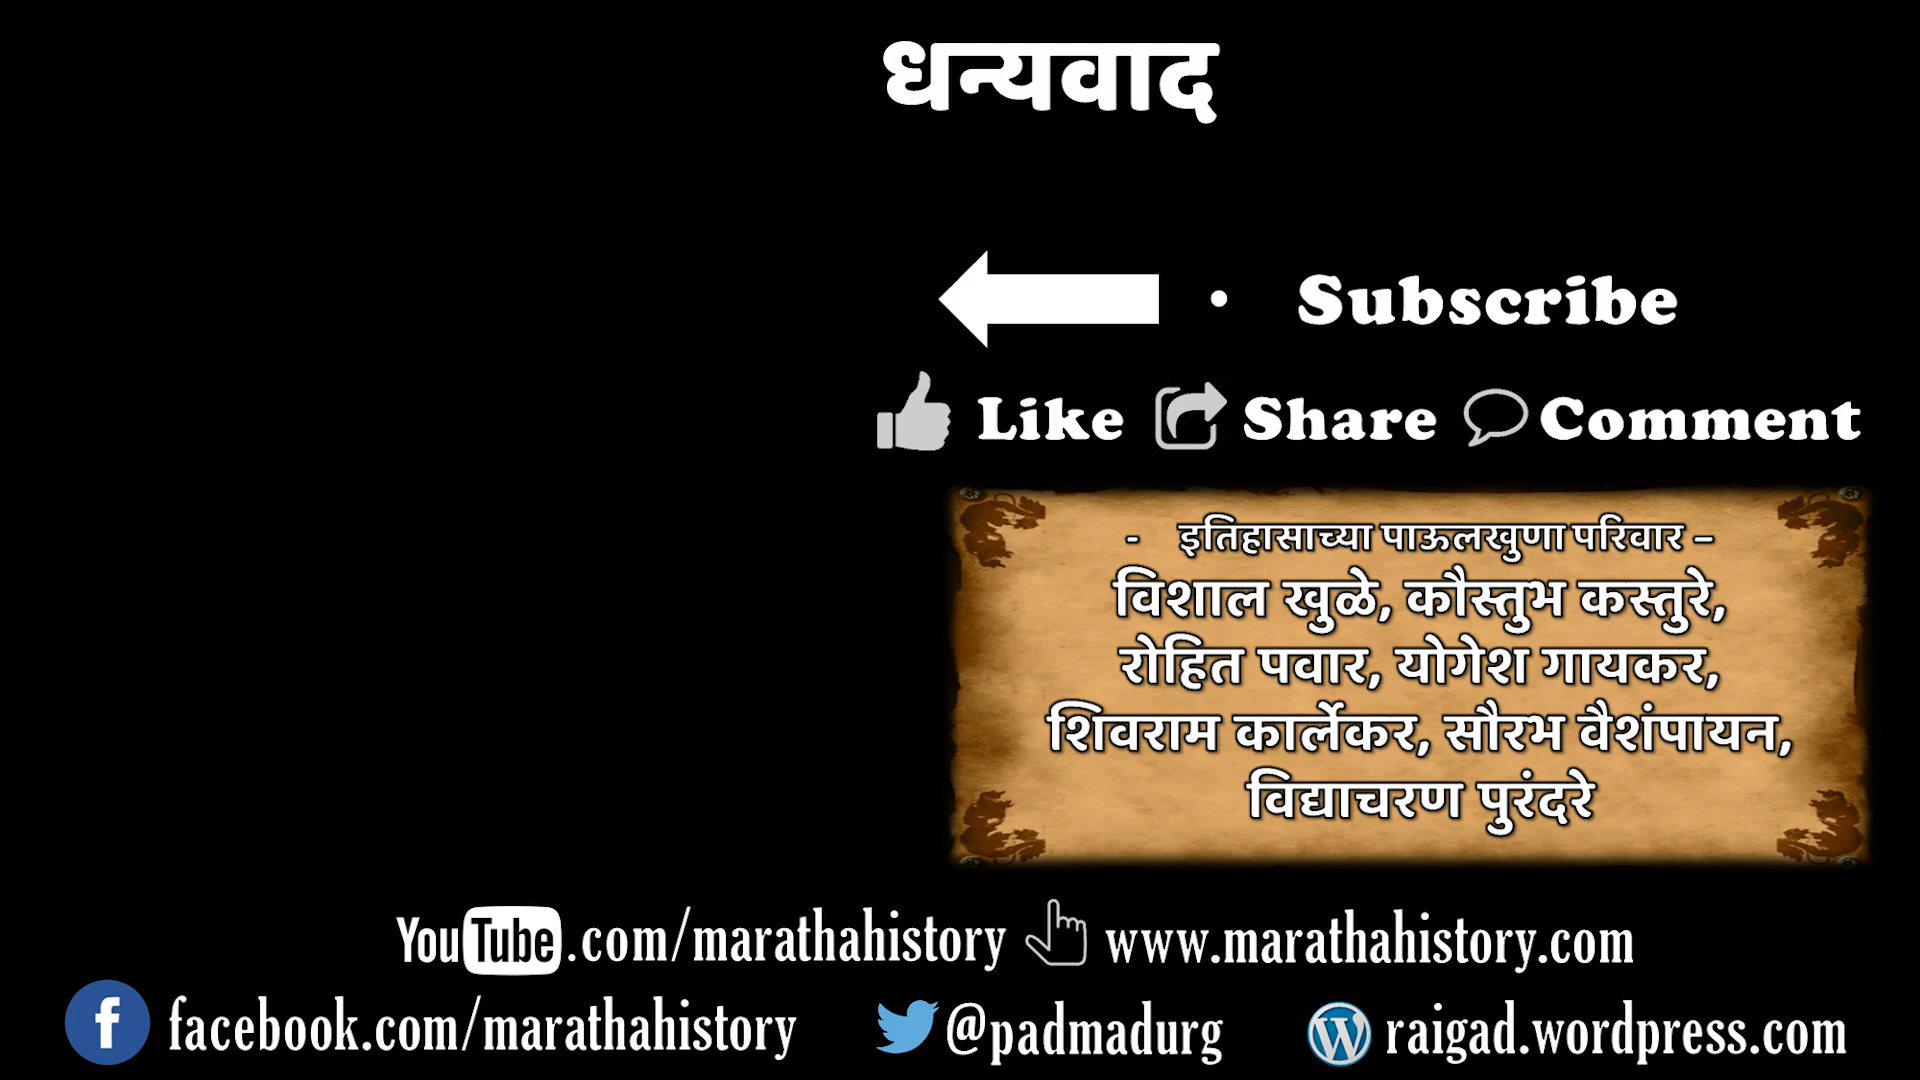 धन्यवाद
• Subscribe
Like Share Comment
- इतिहासाच्या पाऊलखुणा परिवार –
विशाल खुळे, कौस्तुभ कस्तुरे,
रोहित पवार, योगेश गायकर,
शिवराम कार्लेकर, सौरभ वैशंपायन,
विद्याचरण पुरंदरे
YouTube.com/marathahistory www.marathahistory.com
facebook.com/marathahistory @padmadurg raigad.wordpress.com